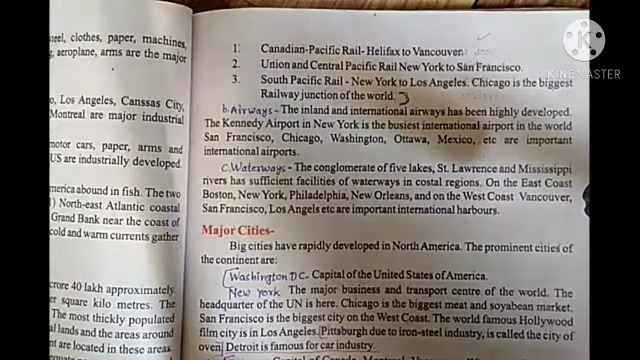 steel, clothes, paper, machines,
aeroplane, arms are the major
o, Los Angeles, Canssas City,
Montreal are major industrial
motor cars, paper, arms and
US are industrially developed.
merica abound in fish. The two
) North-east Atlantic coastal
Grand Bank near the coast of
cold and warm currents gather
crore 40 lakh approximately.
er square kilo metres. The
The most thickly populated
al lands and the areas around
nt are located in these areas.
1. Canadian-Pacific Rail- Helifax to Vancouver
2. Union and Central Pacific Rail New York to San Francisco.
3. South Pacific Rail - New York to Los Angeles. Chicago is the biggest
Railway junction of the world.
b. Airways - The inland and international airways has been highly developed.
The Kennedy Airport in New York is the busiest international airport in the world
San Francisco, Chicago, Washington, Ottawa, Mexico, etc are important
international airports.
c. Waterways - The conglomerate of five lakes, St. Lawrence and Mississippi
rivers has sufficient facilities of waterways in costal regions. On the East Coast
Boston, New York, Philadelphia, New Orleans, and on the West Coast Vancouver,
San Francisco, Los Angels etc are important international harbours.
Major Cities-
Big cities have rapidly developed in North America. The prominent cities of
the continent are:
Washington DC - Capital of the United States of America.
New York The major business and transport centre of the world. The
headquarter of the UN is here. Chicago is the biggest meat and soyabean market.
San Francisco is the biggest city on the West Coast. The world famous Hollywood
film city is in Los Angeles. Pittsburgh due to iron-steel industry, is called the city of
oven. Detroit is famous for car industry.
Made with
KINEMASTER